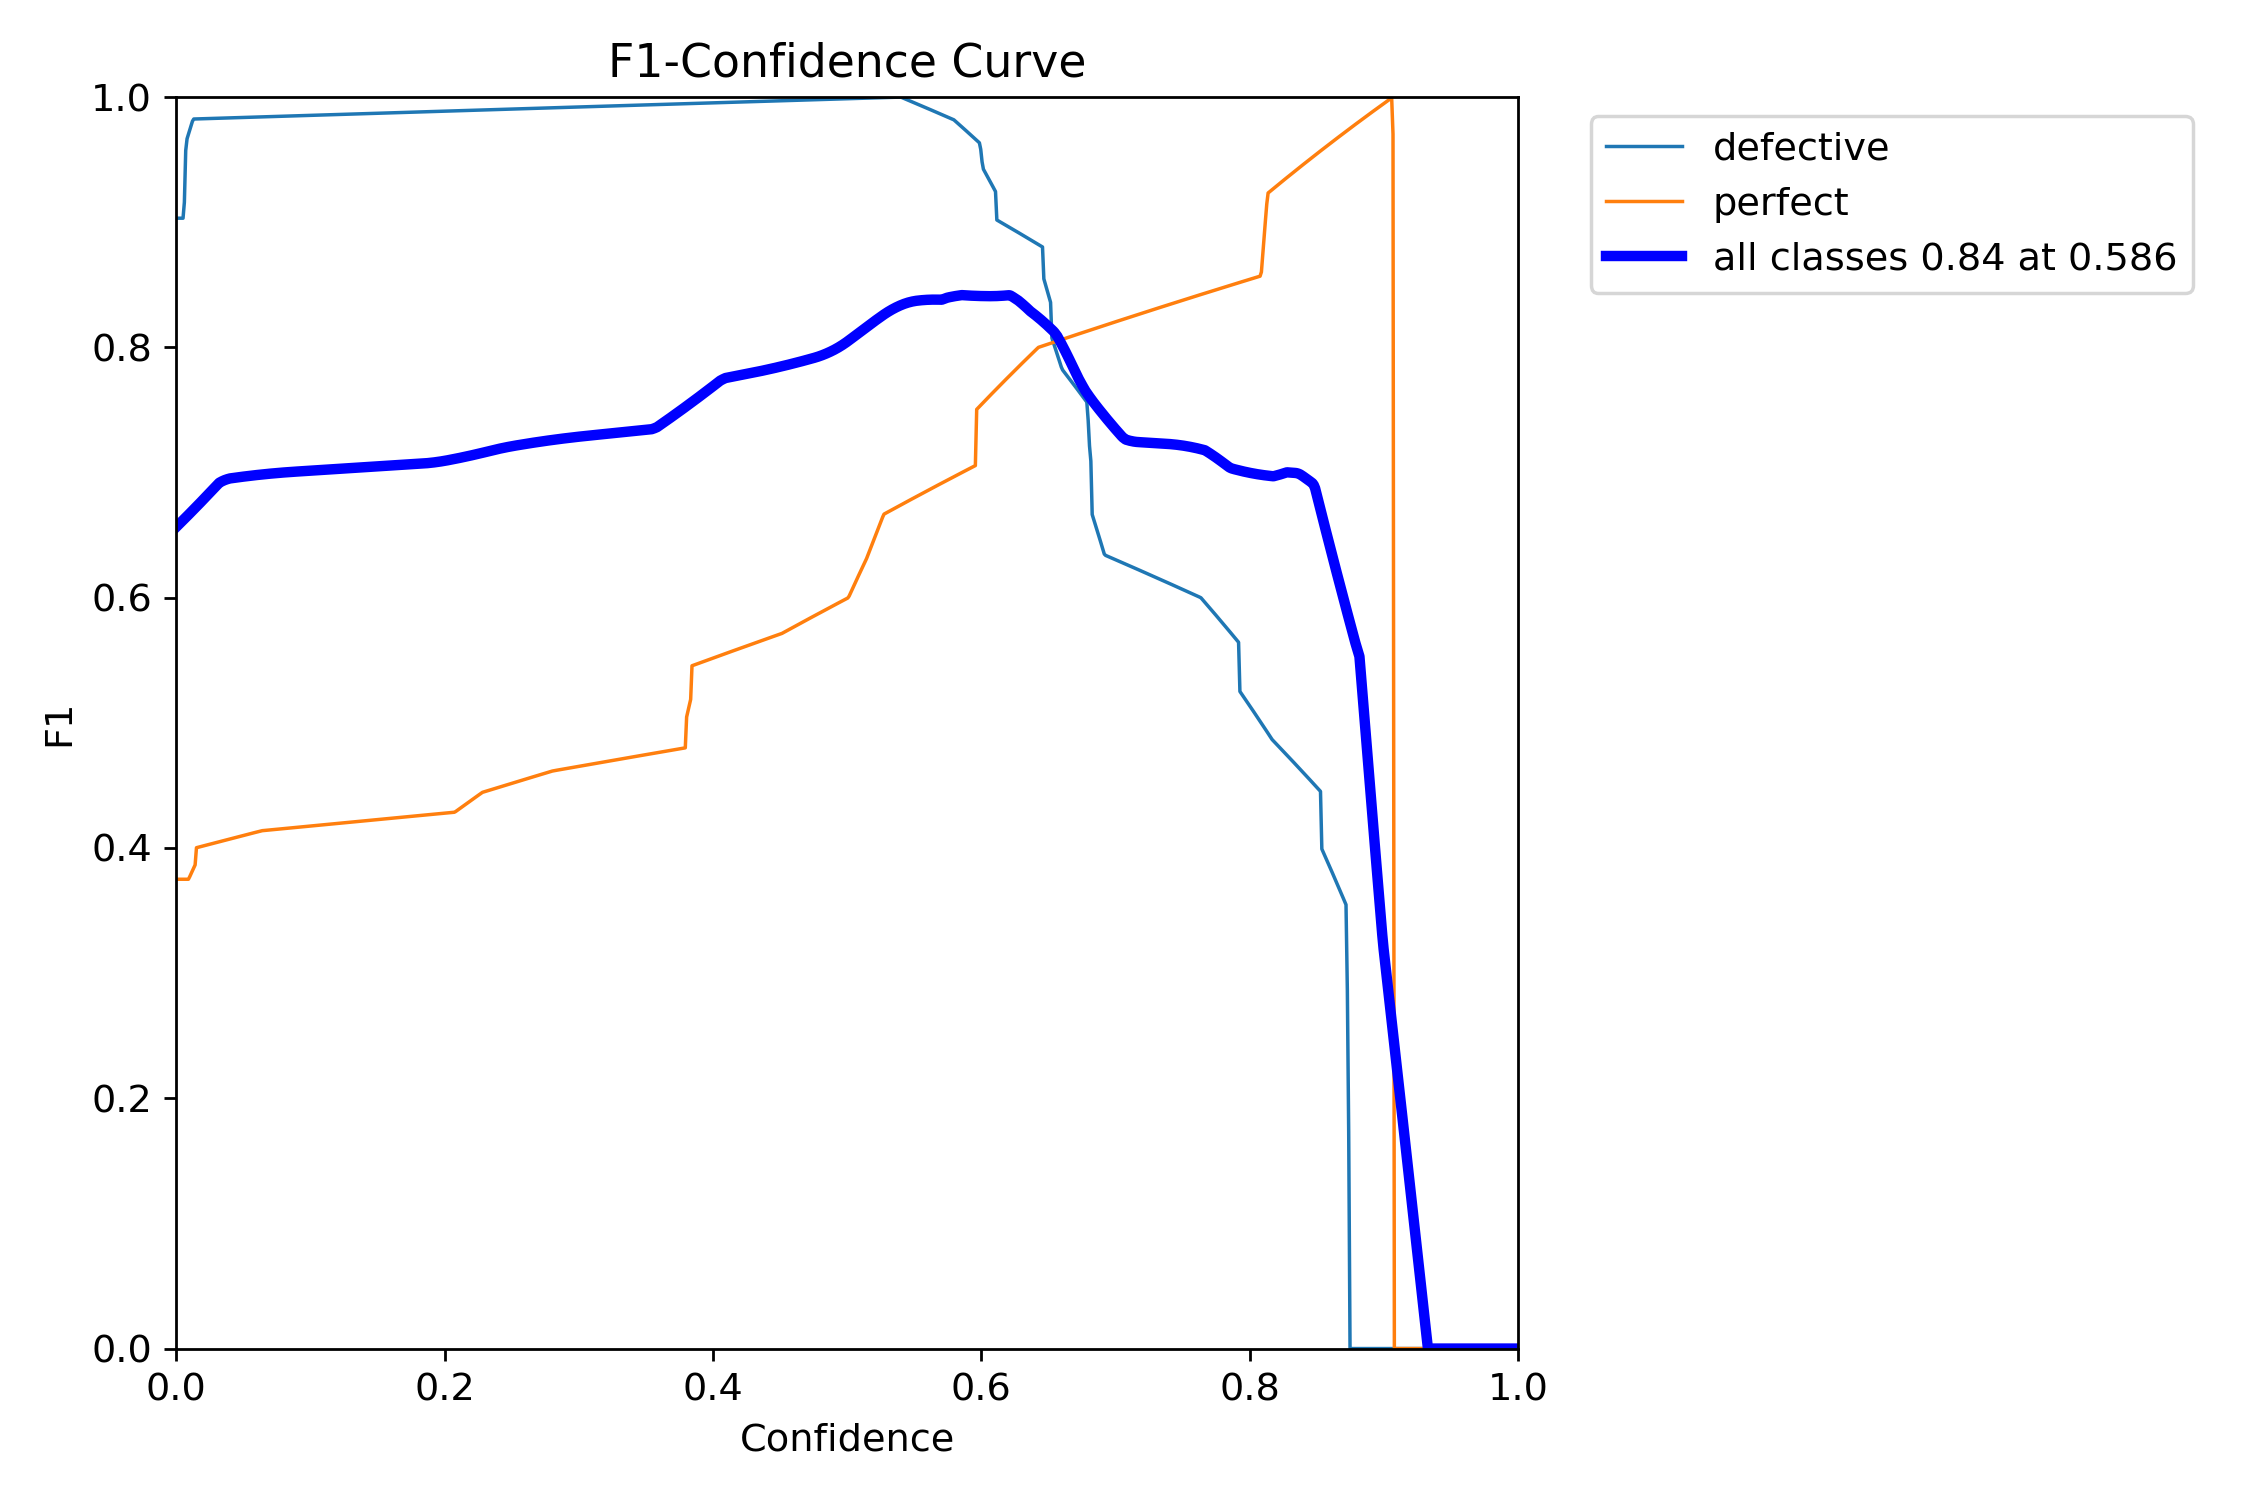 F1-Confidence Curve
1.0
0.8
0.6
0.4
0.2
0.0
F1
0.0 0.2 0.4 0.6 0.8 1.0
Confidence
defective
perfect
all classes 0.84 at 0.586